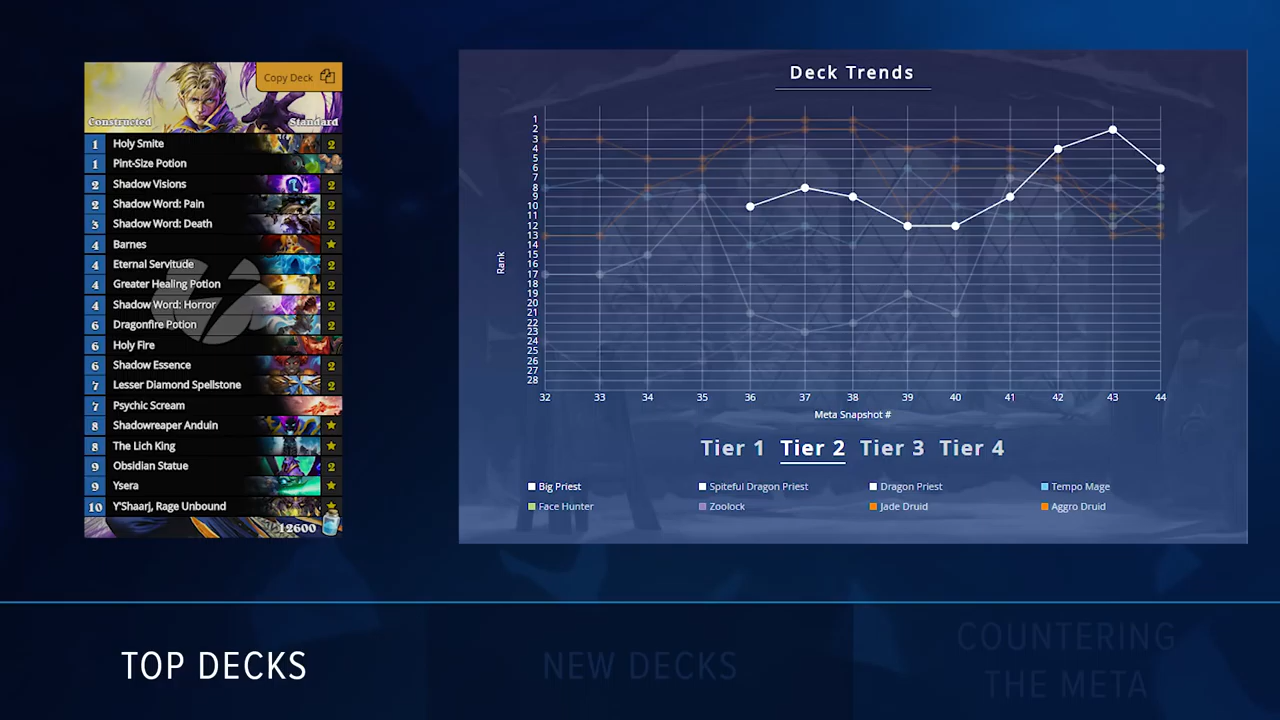 Copy Deck
Constructed Standard
1 Holy Smite 2
1 Pint-Size Potion
2 Shadow Visions 2
2 Shadow Word: Pain 2
3 Shadow Word: Death 2
4 Barnes
4 Eternal Servitude 2
4 Greater Healing Potion 2
4 Shadow Word: Horror 2
6 Dragonfire Potion 2
6 Holy Fire
6 Shadow Essence 2
7 Lesser Diamond Spellstone 2
7 Psychic Scream
8 Shadowreaper Anduin
8 The Lich King
9 Obsidian Statue 2
9 Ysera
10 Y'Shaarj, Rage Unbound
12600
Deck Trends
1
2
3
4
5
6
7
8
9
10
11
12
13
14
15
16
17
18
19
20
21
22
23
24
25
26
27
28
Rank
32 33 34 35 36 37 38 39 40 41 42 43 44
Meta Snapshot #
Tier 1 Tier 2 Tier 3 Tier 4
Big Priest Spiteful Dragon Priest Dragon Priest Tempo Mage
Face Hunter Zoolock Jade Druid Aggro Druid
TOP DECKS
NEW DECKS
COUNTERING
THE META